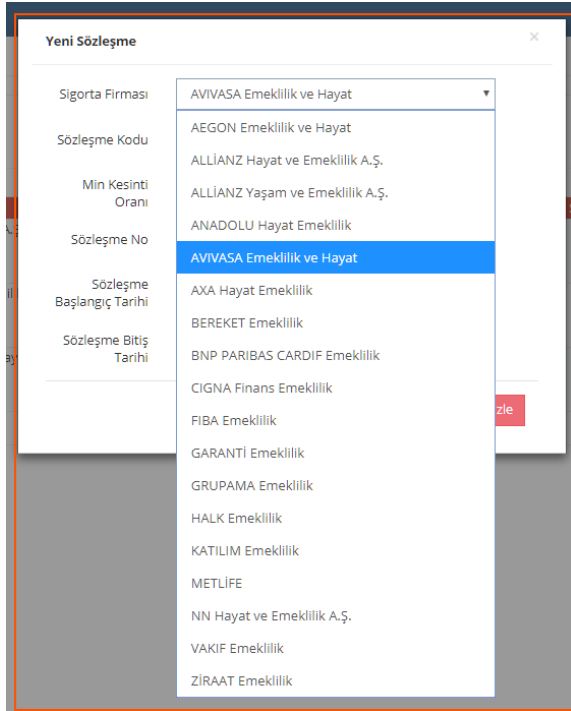 Yeni Sözleşme
×
Sigorta Firması
AVIVASA Emeklilik ve Hayat
Sözleşme Kodu
Min Kesinti
Oranı
Sözleşme No
Sözleşme
Başlangıç Tarihi
Sözleşme Bitiş
Tarihi
AEGON Emeklilik ve Hayat
ALLİANZ Hayat ve Emeklilik A.Ş.
ALLİANZ Yaşam ve Emeklilik A.Ş.
ANADOLU Hayat Emeklilik
AVIVASA Emeklilik ve Hayat
AXA Hayat Emeklilik
BEREKET Emeklilik
BNP PARIBAS CARDIF Emeklilik
CIGNA Finans Emeklilik
FIBA Emeklilik
GARANTİ Emeklilik
GRUPAMA Emeklilik
HALK Emeklilik
KATILIM Emeklilik
METLİFE
NN Hayat ve Emeklilik A.Ş.
VAKIF Emeklilik
ZİRAAT Emeklilik
zle